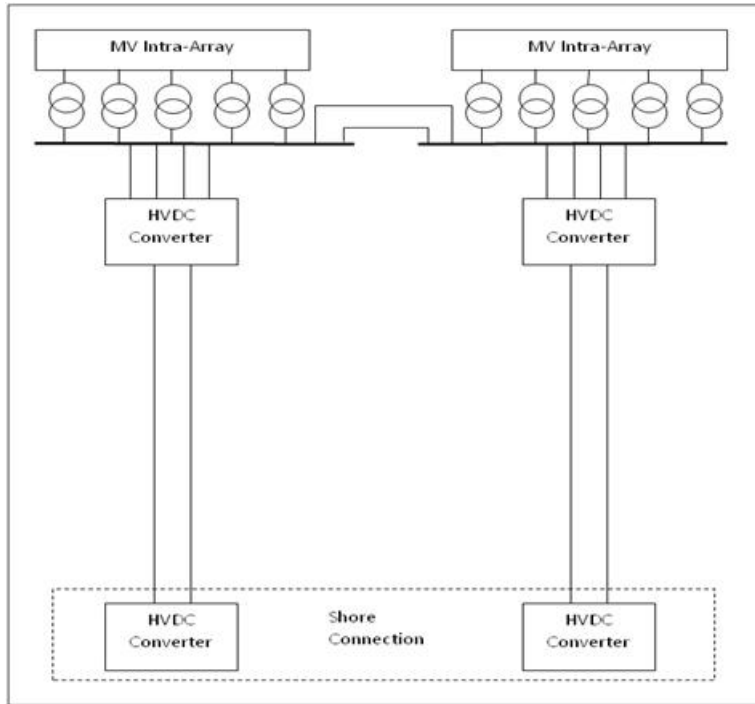 MV Intra-Array
MV Intra-Array
HVDC
Converter
HVDC
Converter
HVDC
Converter
Shore
Connection
HVDC
Converter